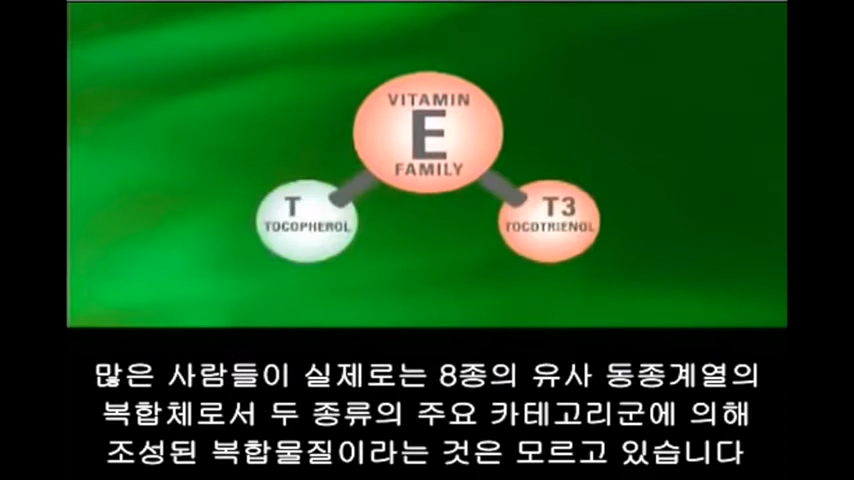 VITAMIN
E
FAMILY
T
TOCOPHEROL
T3
TOCOTRIENOL
많은 사람들이 실제로는 8종의 유사 동종계열의
복합체로서 두 종류의 주요 카테고리군에 의해
조성된 복합물질이라는 것은 모르고 있습니다